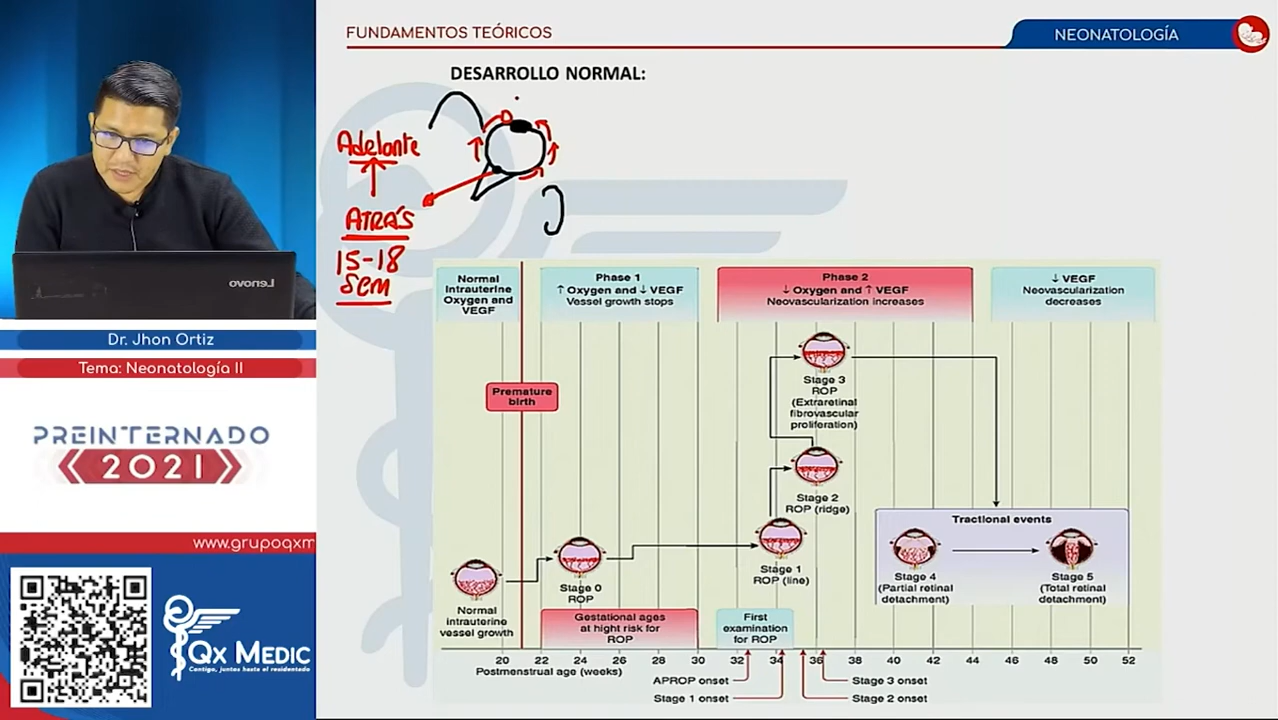 FUNDAMENTOS TEÓRICOS
NEONATOLOGÍA
DESARROLLO NORMAL:
Adelante
ATRÁS
15-18
SEM
Lenovo
Dr. Jhon Ortiz
Tema: Neonatología II
PREINTERNADO
2021
www.grupoqxm
QX MEDIC
Contigo, juntos hasta el residentado
Normal
Intrauterine
Oxygen and
VEGF
Phase 1
↑ Oxygen and ↓ VEGF
Vessel growth stops
Phase 2
↓ Oxygen and ↑ VEGF
Neovascularization increases
↓ VEGF
Neovascularization
decreases
Premature
birth
Stage 3
ROP
(Extraretinal
fibrovascular
proliferation)
Stage 2
ROP (ridge)
Stage 1
ROP (line)
Stage 0
ROP
Normal
intrauterine
vessel growth
Tractional events
Stage 4
(Partial retinal
detachment)
Stage 5
(Total retinal
detachment)
Gestational ages
at hight risk for
ROP
First
examination
for ROP
20 22 24 26 28 30 32 34 36 38 40 42 44 46 48 50 52
Postmenstrual age (weeks)
APROP onset
Stage 1 onset
Stage 3 onset
Stage 2 onset